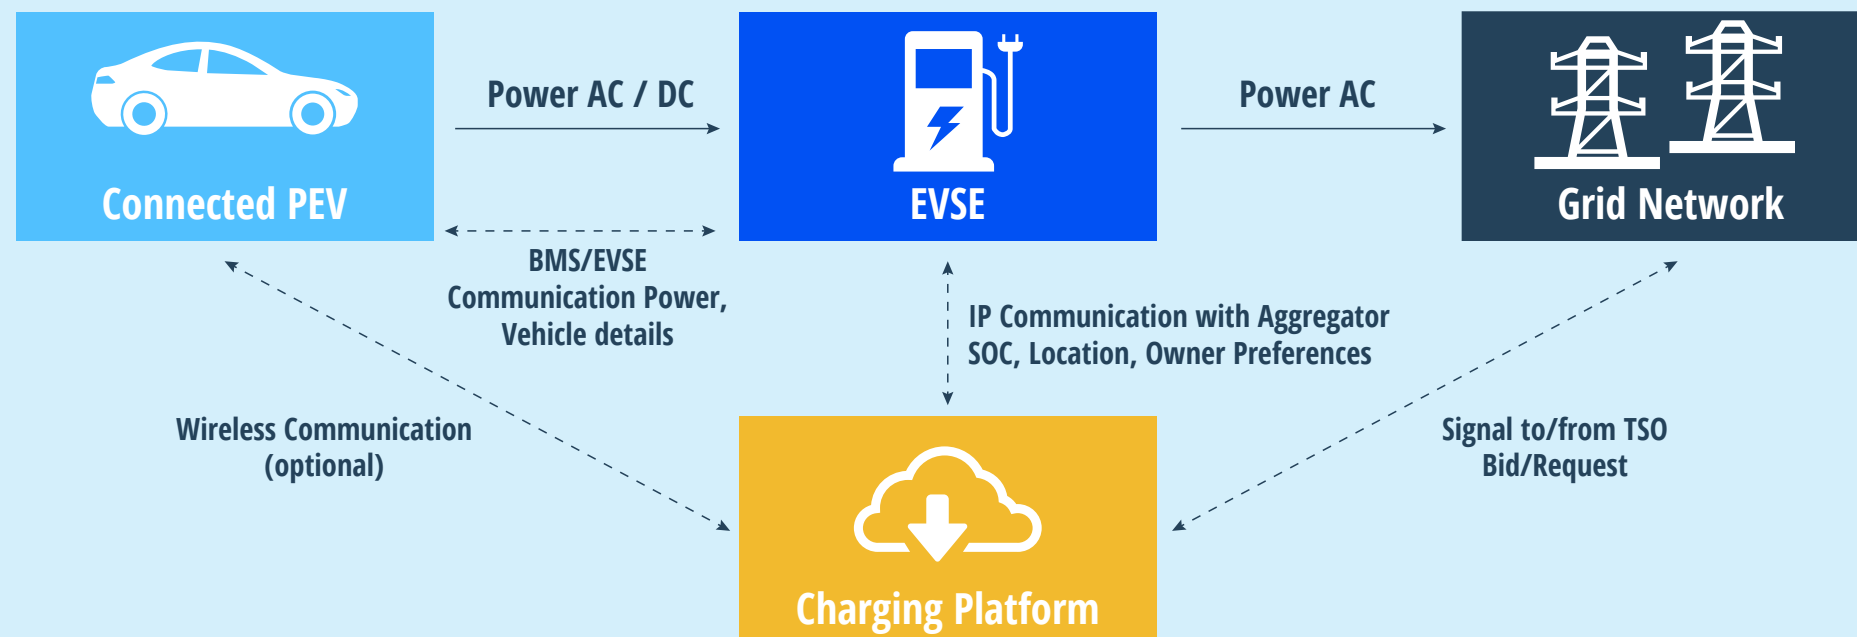 Power AC / DC
Power AC
Connected PEV
EVSE
Grid Network
BMS/EVSE
Communication Power,
Vehicle details
IP Communication with Aggregator
SOC, Location, Owner Preferences
Wireless Communication
(optional)
Signal to/from TSO
Bid/Request
Charging Platform